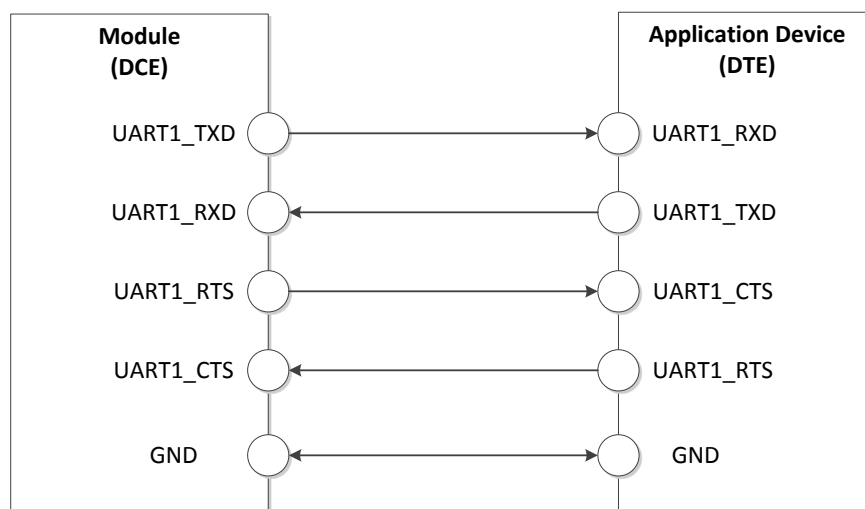 Module
(DCE)
Application Device
(DTE)
UART1_TXD
UART1_RXD
UART1_RXD
UART1_TXD
UART1_RTS
UART1_CTS
UART1_CTS
UART1_RTS
GND
GND